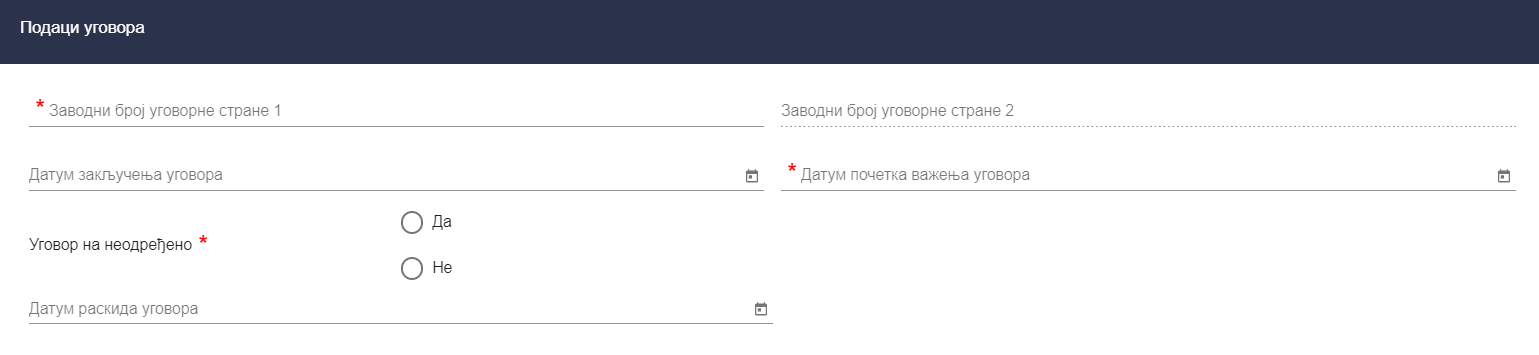 Подаци уговора
* Заводни број уговорне стране 1
Заводни број уговорне стране 2
Датум закључења уговора
* Датум почетка важења уговора
Да
Уговор на неодређено *
Не
Датум раскида уговора